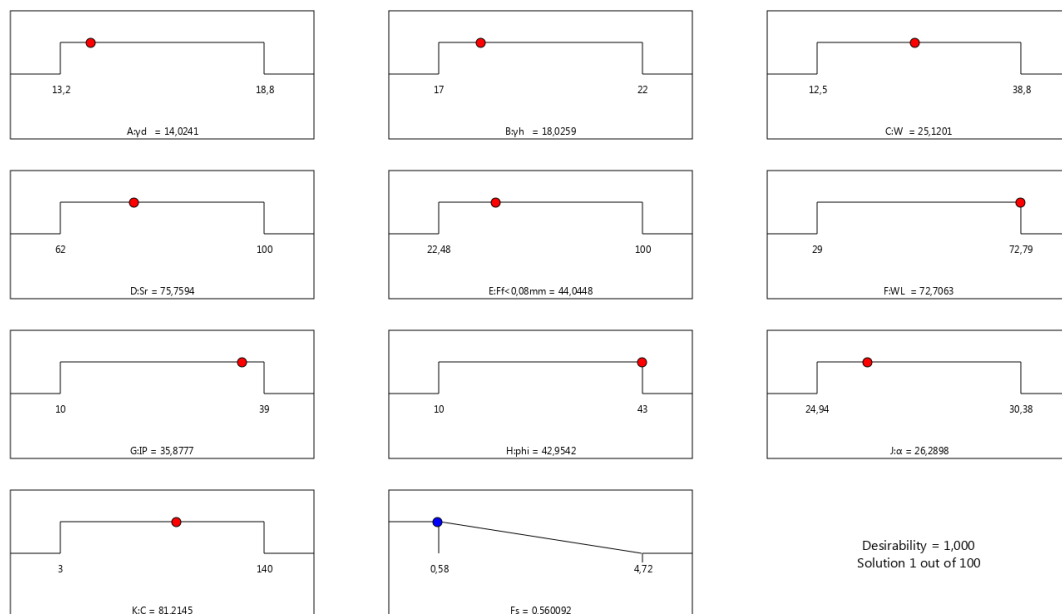 13,2 18,8
A:γd = 14,0241
17 22
B:γh = 18,0259
12,5 38,8
C:W = 25,1201
62 100
D:Sr = 75,7594
22,48 100
E:Ff<0,08mm = 44,0448
29 72,79
F:WL = 72,7063
10 39
G:IP = 35,8777
10 43
H:phi = 42,9542
24,94 30,38
J:α = 26,2898
3 140
K:C = 81,2145
0,58 4,72
Fs = 0,560092
Desirability = 1,000
Solution 1 out of 100